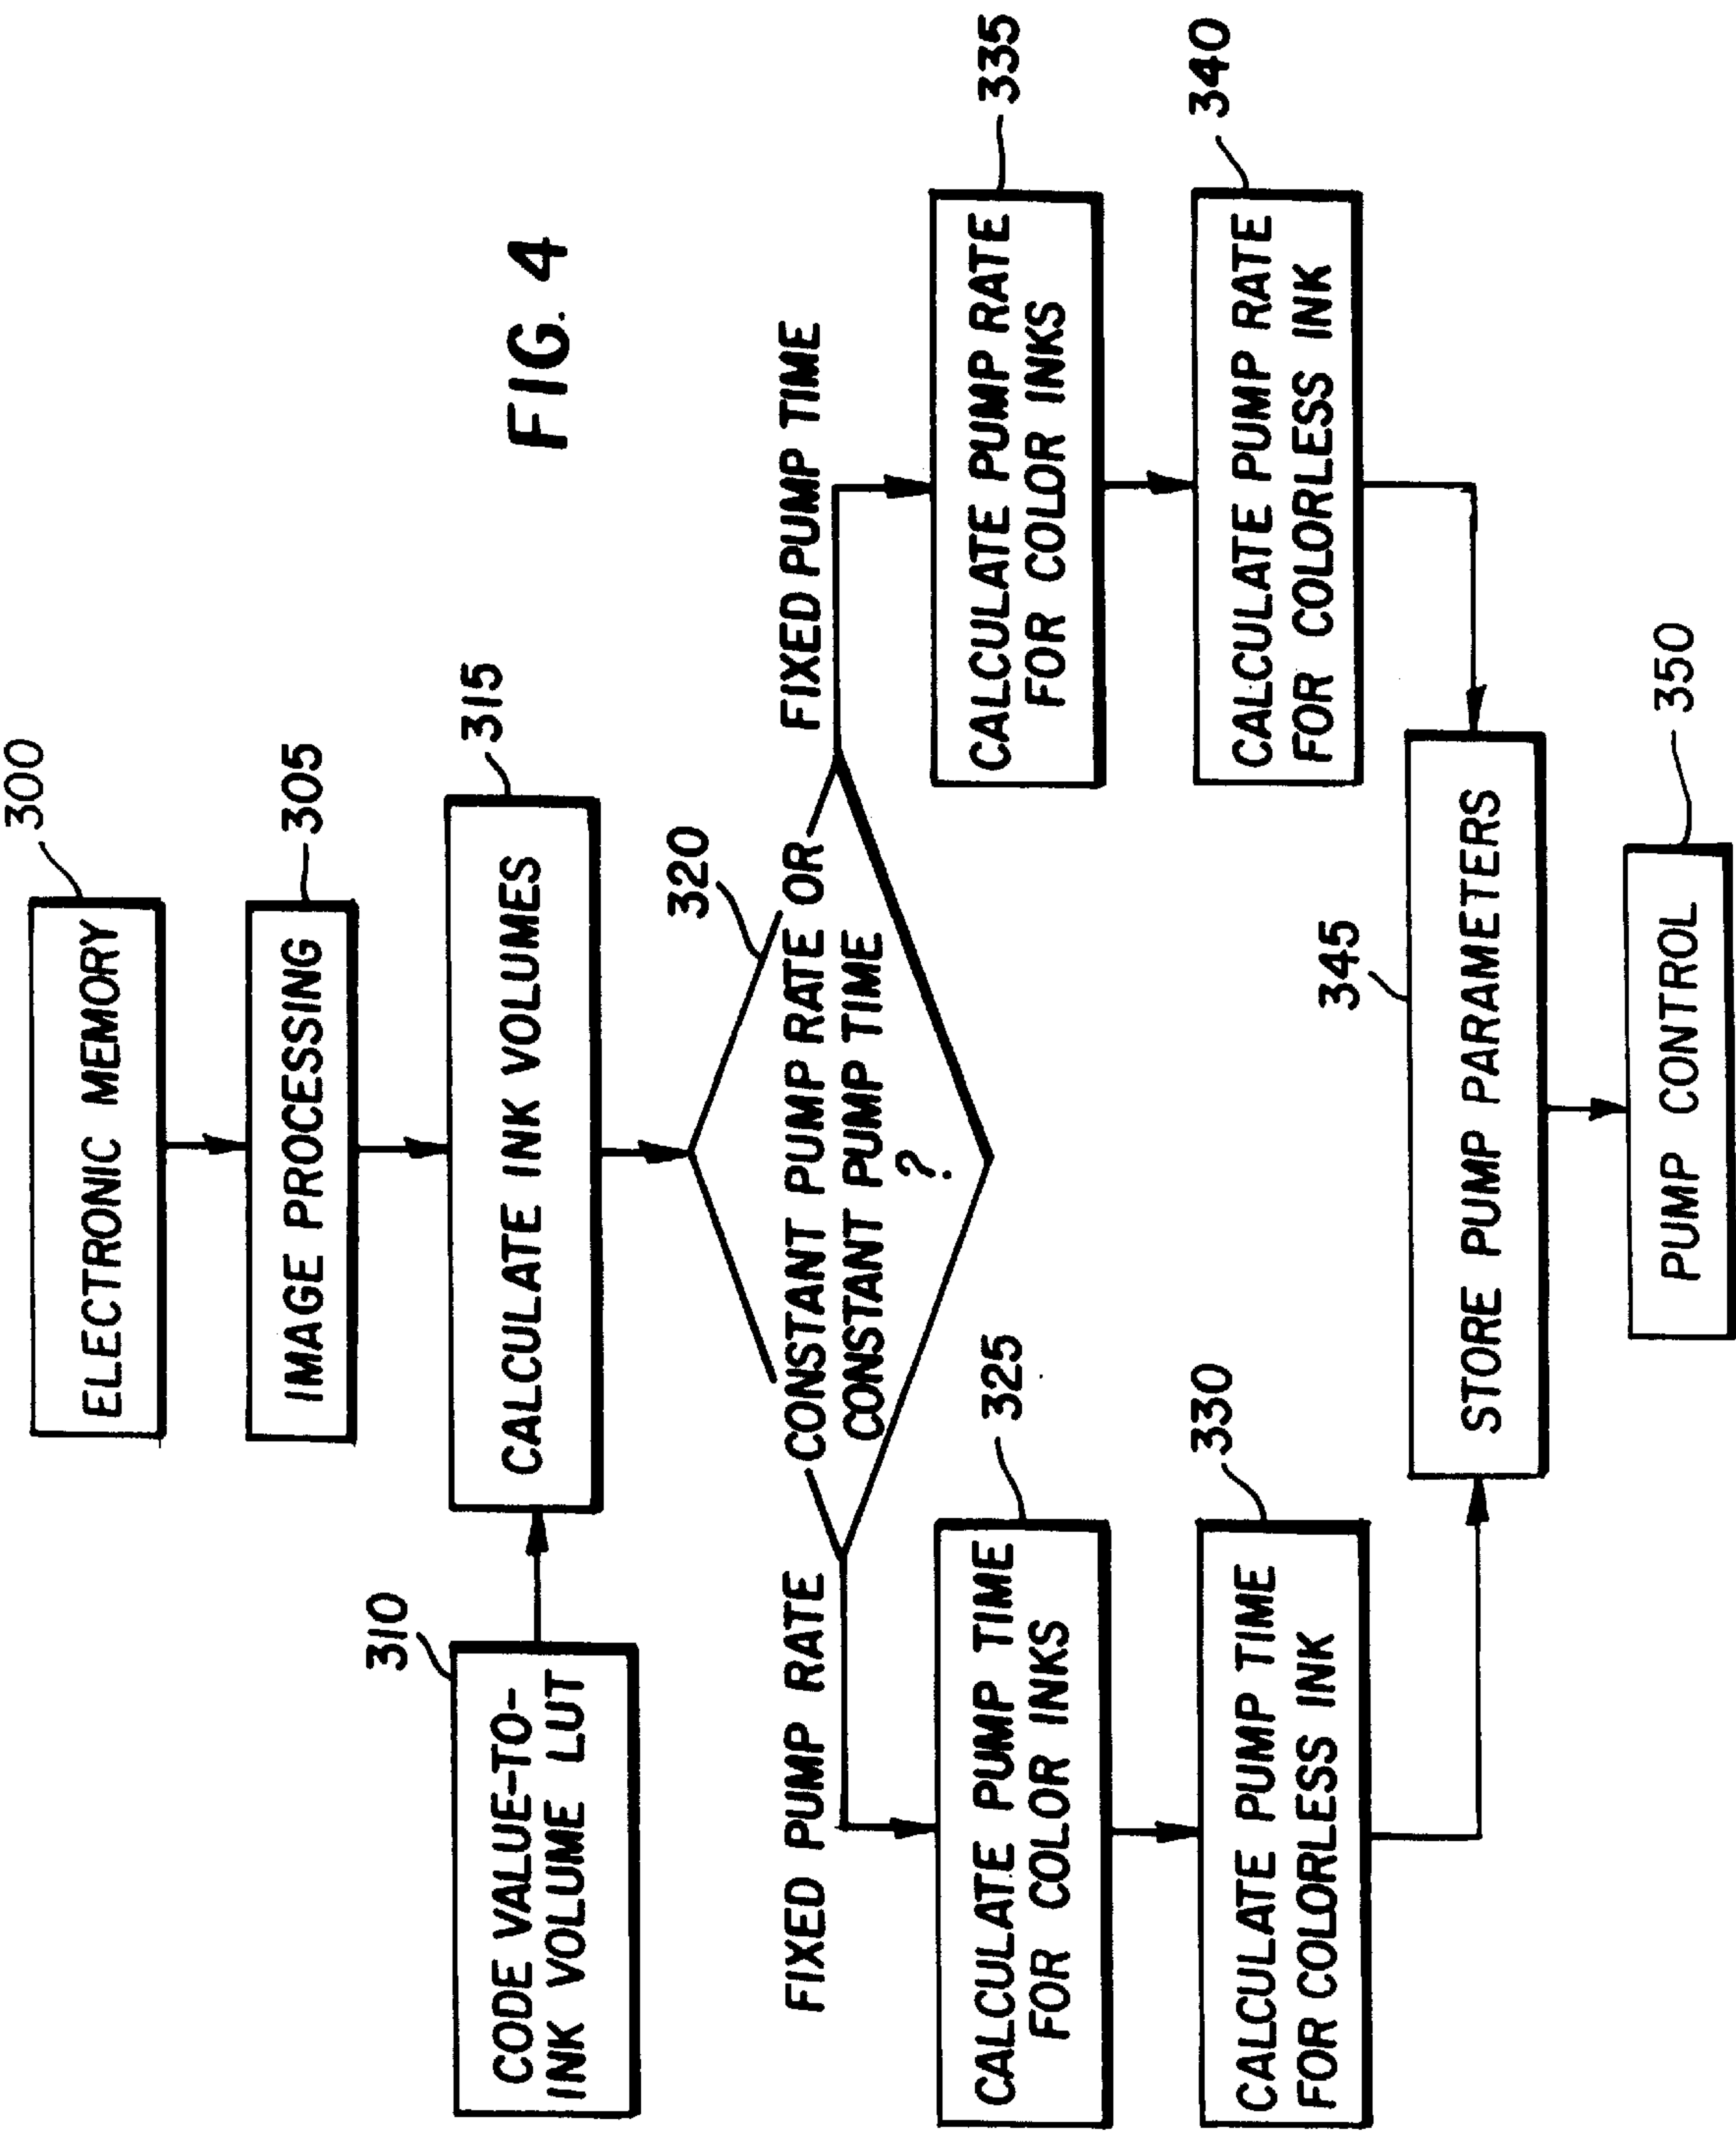 FIG. 4
300
ELECTRONIC MEMORY
305
IMAGE PROCESSING
310
CODE VALUE-TO-
INK VOLUME LUT
315
CALCULATE INK VOLUMES
320
CONSTANT PUMP RATE OR
CONSTANT PUMP TIME
?
FIXED PUMP RATE
FIXED PUMP TIME
325
CALCULATE PUMP TIME
FOR COLOR INKS
330
CALCULATE PUMP TIME
FOR COLORLESS INK
335
CALCULATE PUMP RATE
FOR COLOR INKS
340
CALCULATE PUMP RATE
FOR COLORLESS INK
345
STORE PUMP PARAMETERS
350
PUMP CONTROL